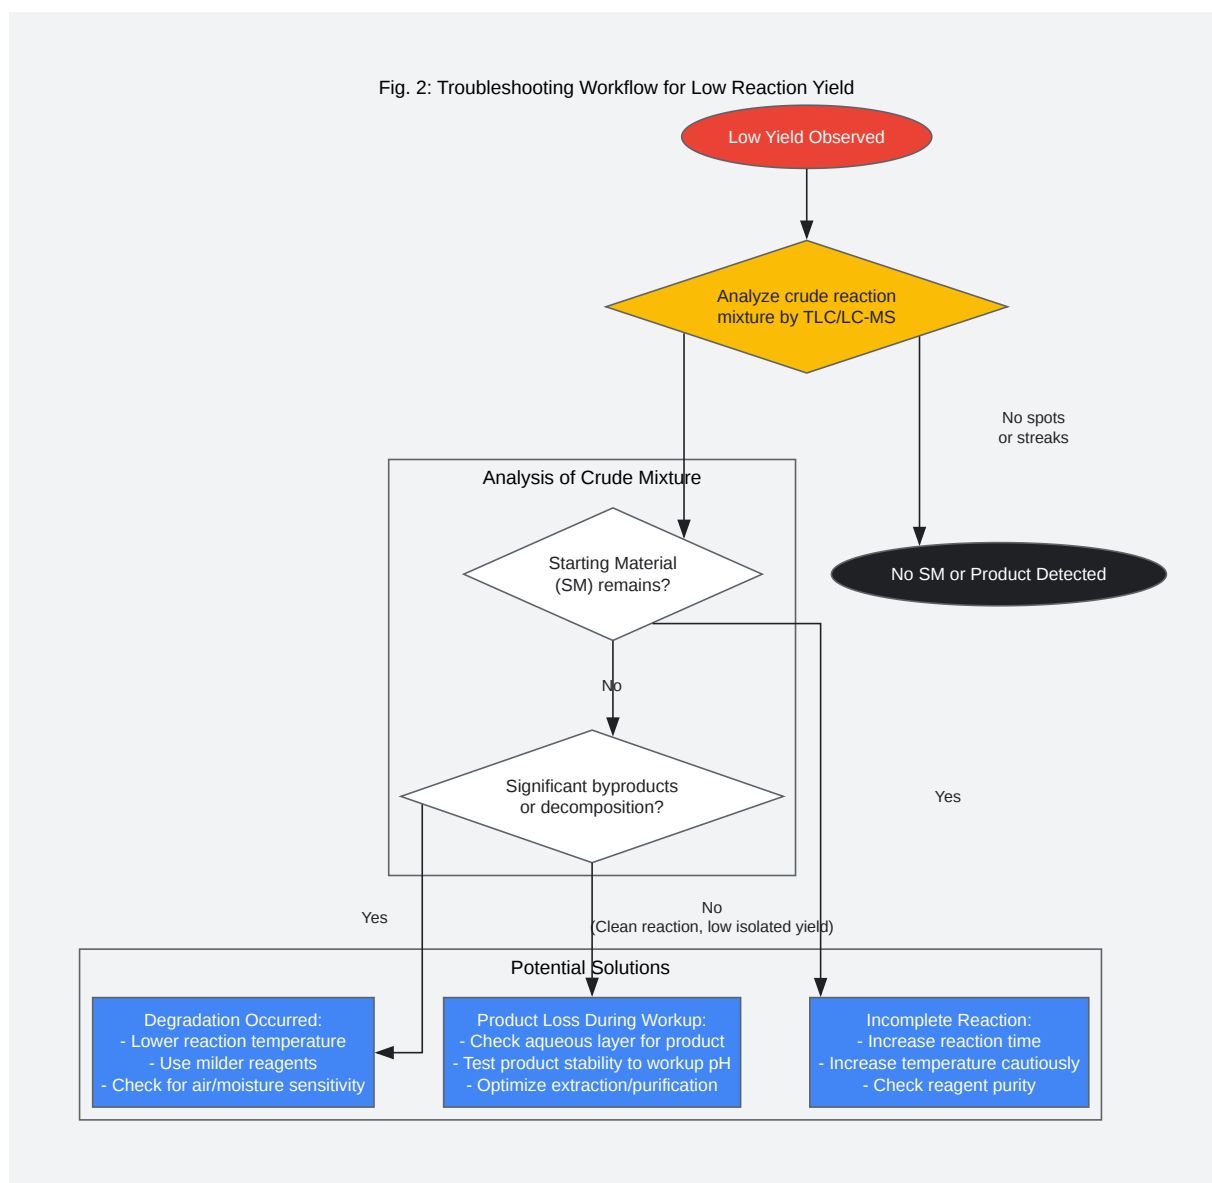 Fig. 2: Troubleshooting Workflow for Low Reaction Yield
Low Yield Observed
Analyze crude reaction
mixture by TLC/LC-MS
No spots
or streaks
Analysis of Crude Mixture
Starting Material
(SM) remains?
No SM or Product Detected
No
Significant byproducts
or decomposition?
Yes
Yes
No
(Clean reaction, low isolated yield)
Potential Solutions
Degradation Occurred:
- Lower reaction temperature
- Use milder reagents
- Check for air/moisture sensitivity
Product Loss During Workup:
- Check aqueous layer for product
- Test product stability to workup pH
- Optimize extraction/purification
Incomplete Reaction:
- Increase reaction time
- Increase temperature cautiously
- Check reagent purity